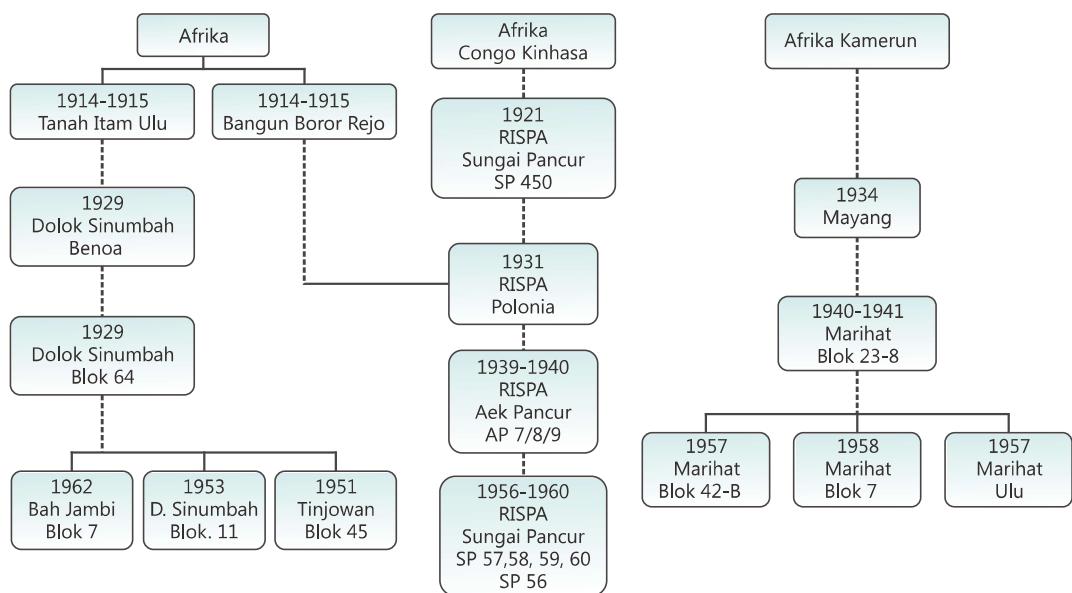 Afrika
1914-1915
Tanah Itam Ulu
1914-1915
Bangun Boror Rejo
1929
Dolok Sinumbah
Benoa
1929
Dolok Sinumbah
Blok 64
1962
Bah Jambi
Blok 7
1953
D. Sinumbah
Blok. 11
1951
Tinjowan
Blok 45
Afrika
Congo Kinhasa
1921
RISPA
Sungai Pancur
SP 450
1931
RISPA
Polonia
1939-1940
RISPA
Aek Pancur
AP 7/8/9
1956-1960
RISPA
Sungai Pancur
SP 57,58, 59, 60
SP 56
Afrika Kamerun
1934
Mayang
1940-1941
Marihat
Blok 23-8
1957
Marihat
Blok 42-B
1958
Marihat
Blok 7
1957
Marihat
Ulu